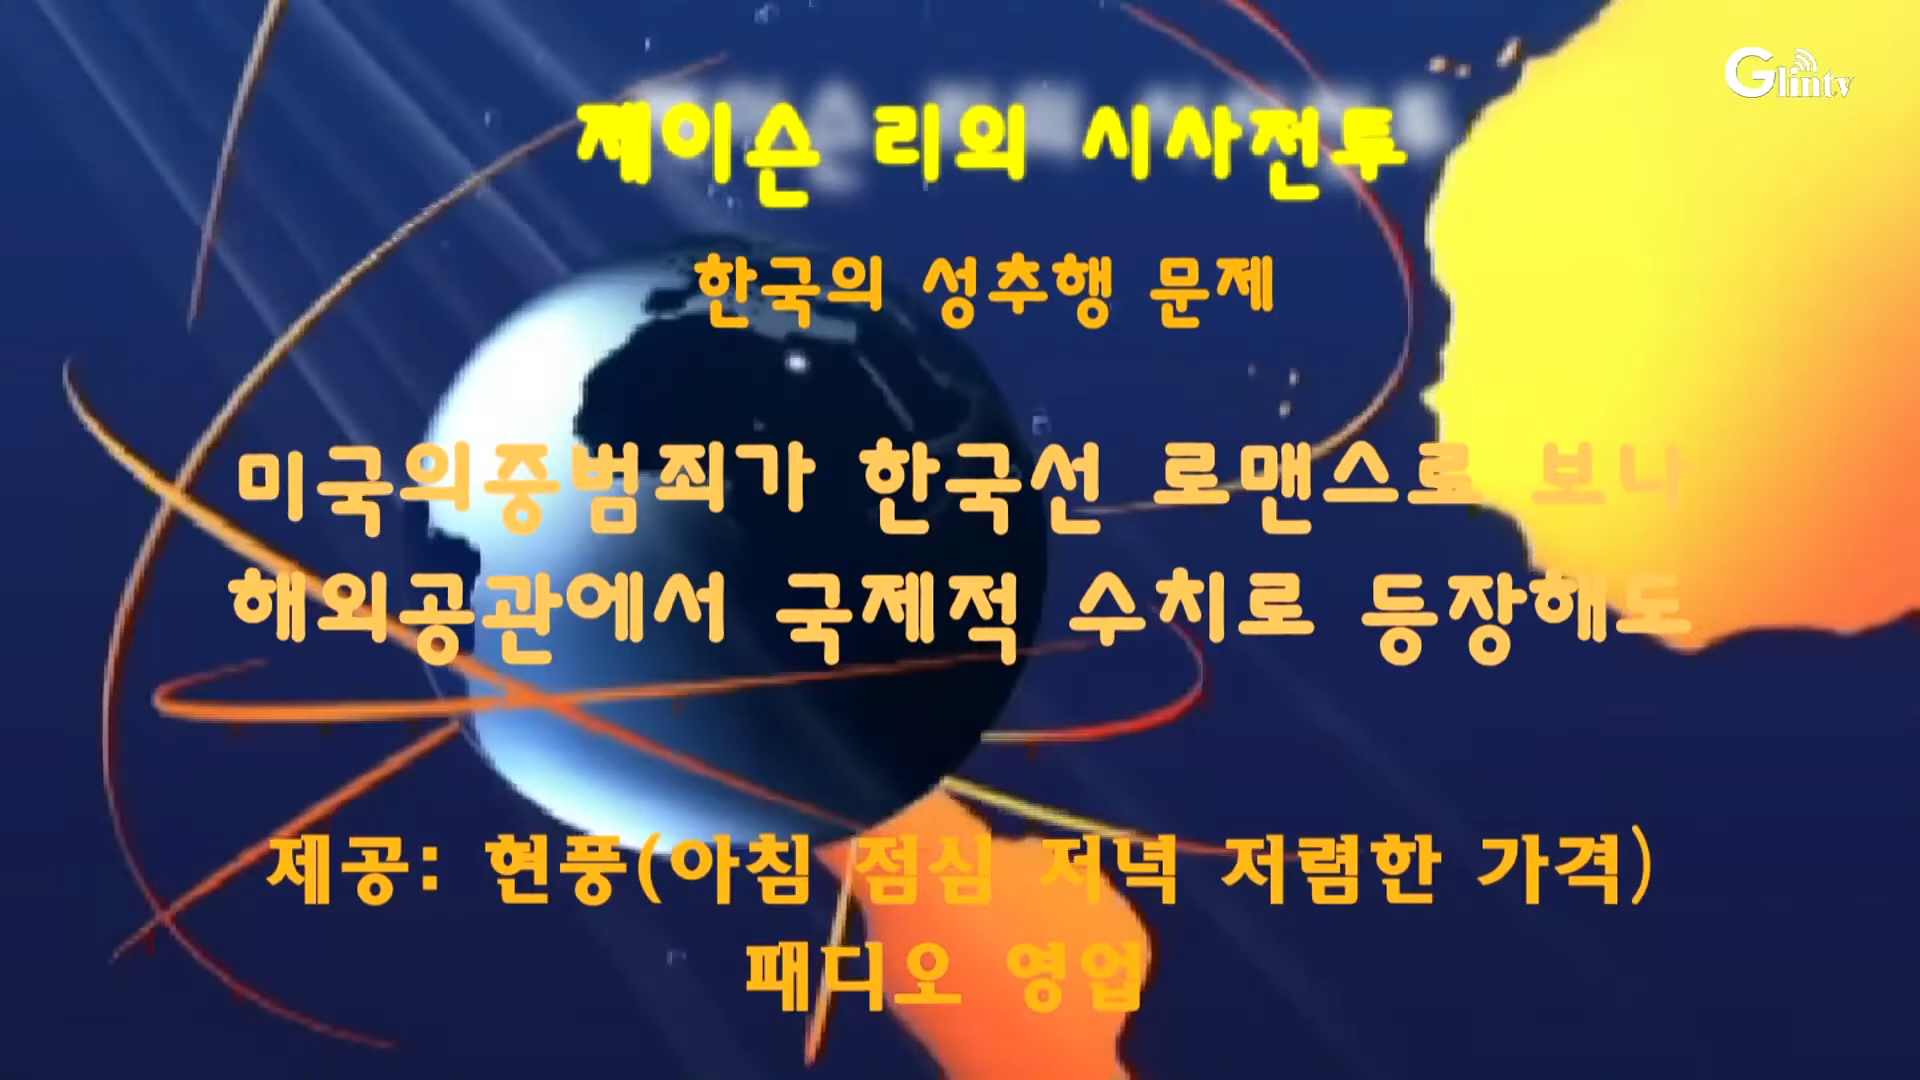 Glintv
제이슨 리의 시사전투
한국의 성추행 문제
미국의중범죄가 한국선 로맨스로 보나
해외공관에서 국제적 수치로 등장해도
제공: 현풍(아침 점심 저녁 저렴한 가격)
패디오 영업